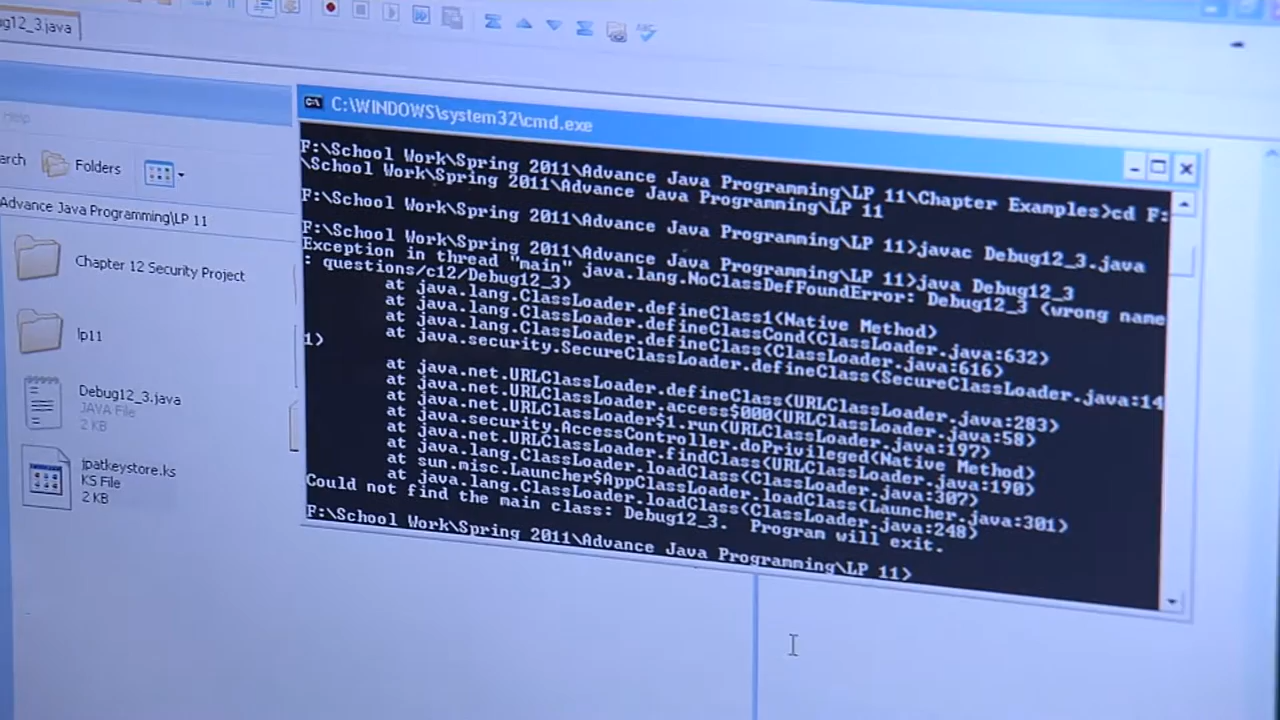 ug12_3.java
Help
arch
Folders
Advance Java Programming\LP 11
Chapter 12 Security Project
lp11
Debug12_3.java
JAVA File
2 KB
jpatkeystore.ks
KS File
2 KB
C:\WINDOWS\system32\cmd.exe
F:\School Work\Spring 2011\Advance Java Programming\LP 11\Chapter Examples>cd F:
\School Work\Spring 2011\Advance Java Programming\LP 11
F:\School Work\Spring 2011\Advance Java Programming\LP 11>javac Debug12_3.java
F:\School Work\Spring 2011\Advance Java Programming\LP 11>java Debug12_3
Exception in thread "main" java.lang.NoClassDefFoundError: Debug12_3 (wrong name
: questions/c12/Debug12_3)
at java.lang.ClassLoader.defineClass1(Native Method)
at java.lang.ClassLoader.defineClassCond(ClassLoader.java:632)
at java.lang.ClassLoader.defineClass(ClassLoader.java:616)
at java.security.SecureClassLoader.defineClass(SecureClassLoader.java:14
1)
at java.net.URLClassLoader.defineClass(URLClassLoader.java:283)
at java.net.URLClassLoader.access$000(URLClassLoader.java:58)
at java.net.URLClassLoader$1.run(URLClassLoader.java:197)
at java.security.AccessController.doPrivileged(Native Method)
at java.net.URLClassLoader.findClass(URLClassLoader.java:190)
at java.lang.ClassLoader.loadClass(ClassLoader.java:307)
at sun.misc.Launcher$AppClassLoader.loadClass(Launcher.java:301)
at java.lang.ClassLoader.loadClass(ClassLoader.java:248)
Could not find the main class: Debug12_3.  Program will exit.
F:\School Work\Spring 2011\Advance Java Programming\LP 11>